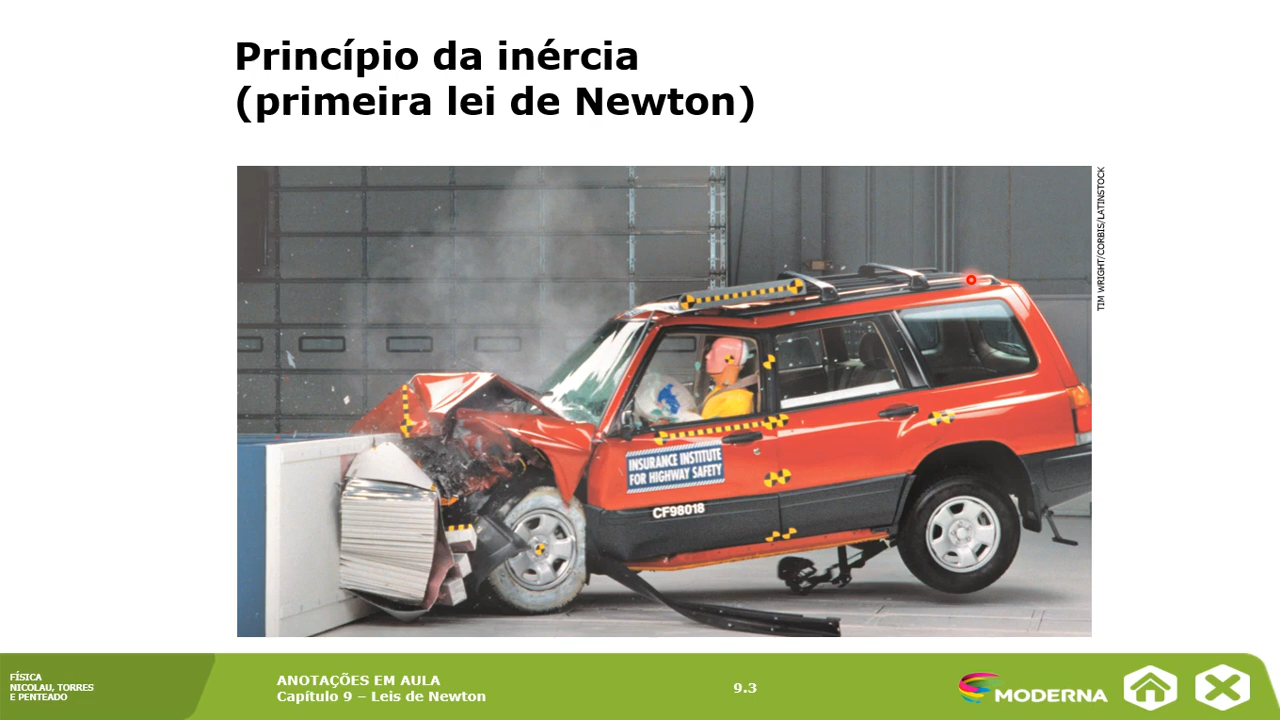 Princípio da inércia
(primeira lei de Newton)
TIM WRIGHT/CORBIS/LATINSTOCK
INSURANCE INSTITUTE
FOR HIGHWAY SAFETY
CF98018
FÍSICA
NICOLAU, TORRES
E PENTEADO
ANOTAÇÕES EM AULA
Capítulo 9 – Leis de Newton
9.3
MODERNA